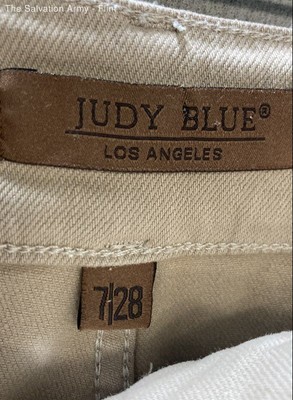 The Salvation Army - Flint
JUDY BLUE®
LOS ANGELES
7|28